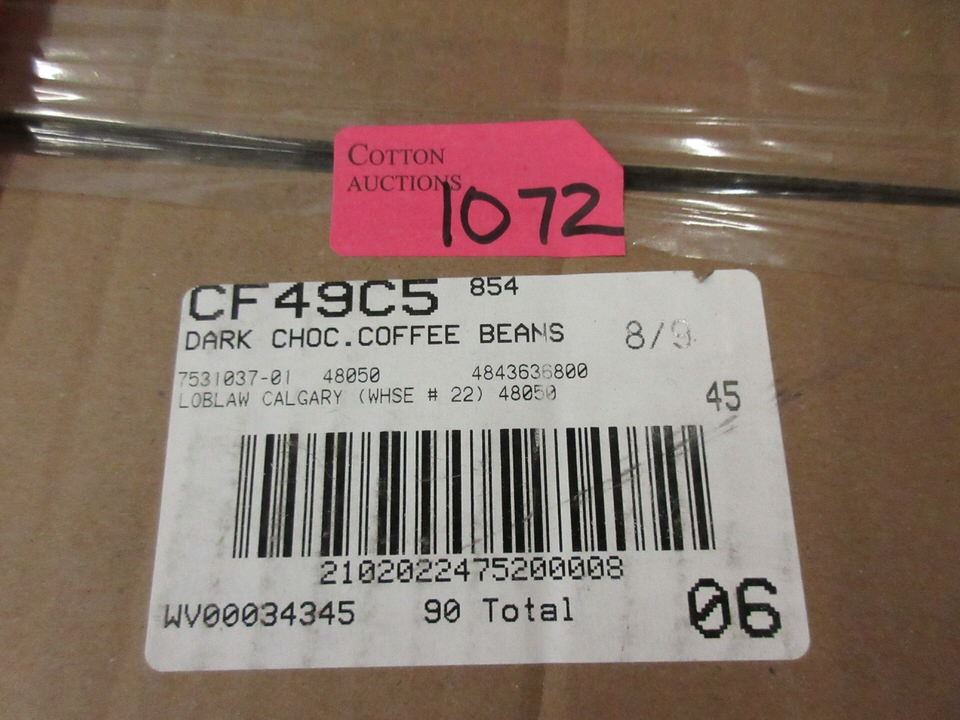 COTTON
AUCTIONS
1072
CF49C5 854
DARK CHOC.COFFEE BEANS 8/9
7531037-01 48050 4843636800
LOBLAW CALGARY (WHSE # 22) 48050 45
2102022475200008
WV00034345 90 Total 06